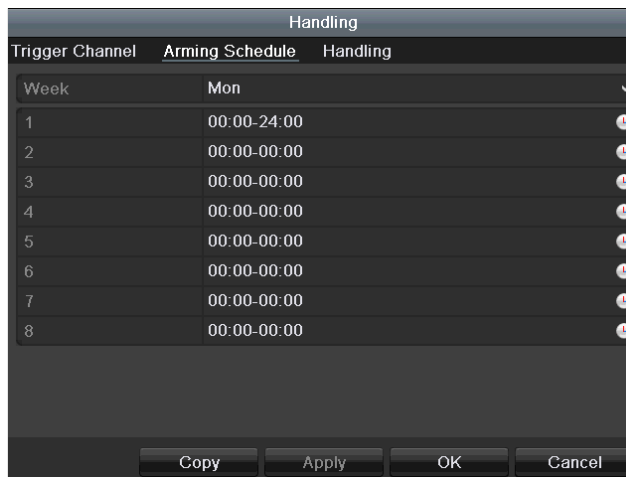 Handling
Trigger Channel Arming Schedule Handling
Week Mon
1 00:00-24:00
2 00:00-00:00
3 00:00-00:00
4 00:00-00:00
5 00:00-00:00
6 00:00-00:00
7 00:00-00:00
8 00:00-00:00
Copy Apply OK Cancel